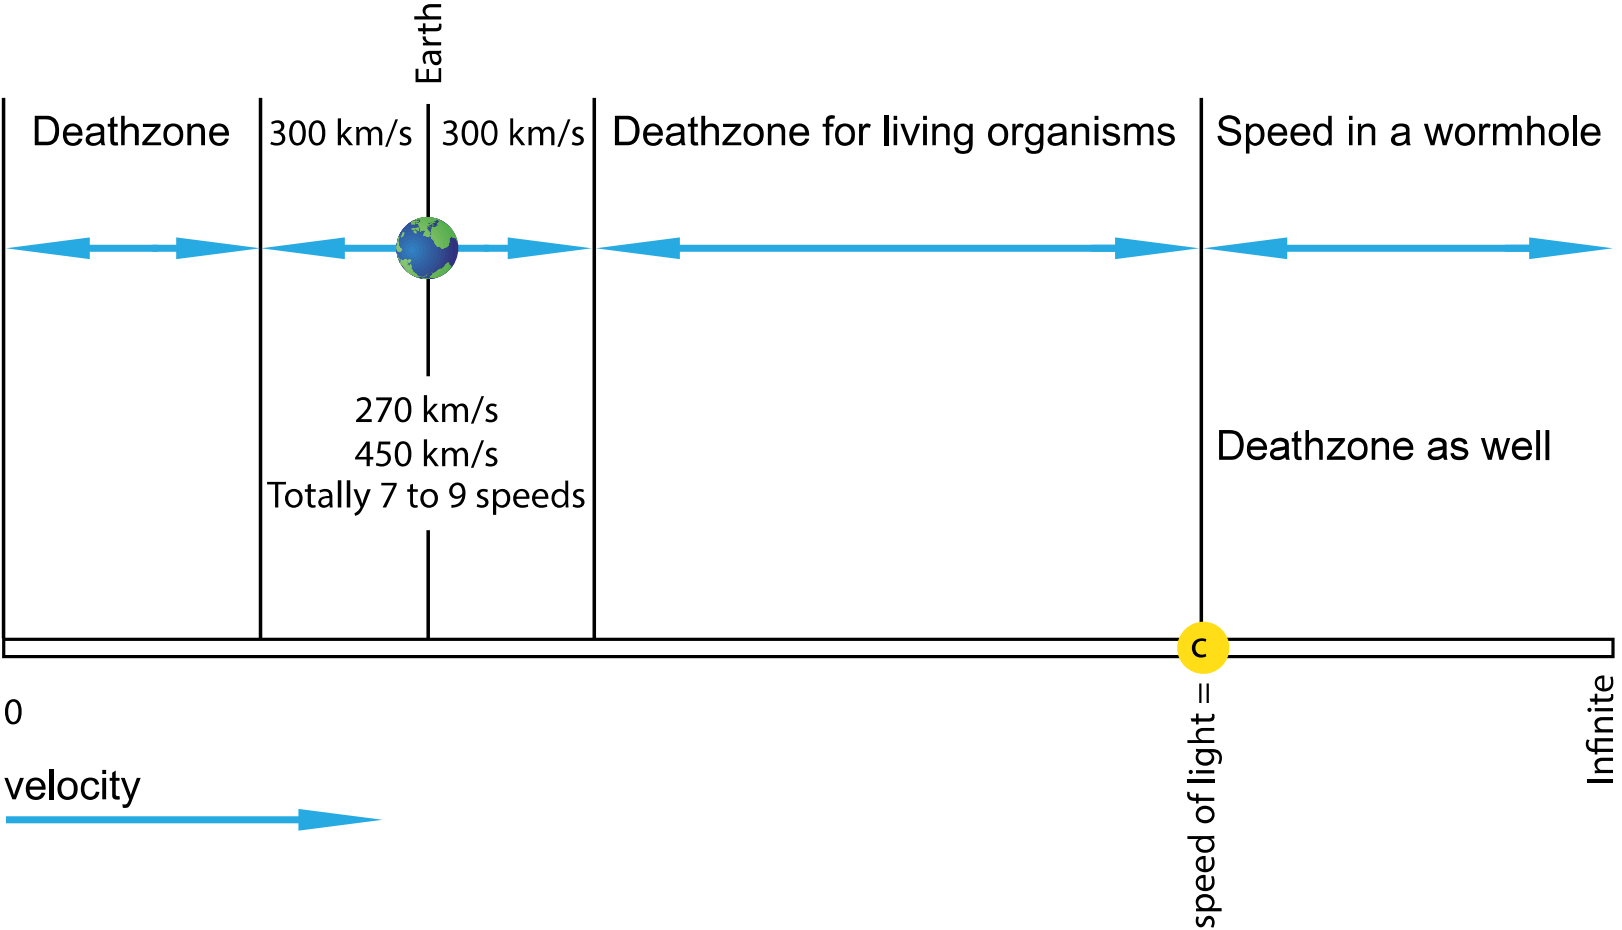 Earth
Deathzone
300 km/s
300 km/s
Deathzone for living organisms
Speed in a wormhole
270 km/s
450 km/s
Totally 7 to 9 speeds
Deathzone as well
c
0
speed of light =
Infinite
velocity